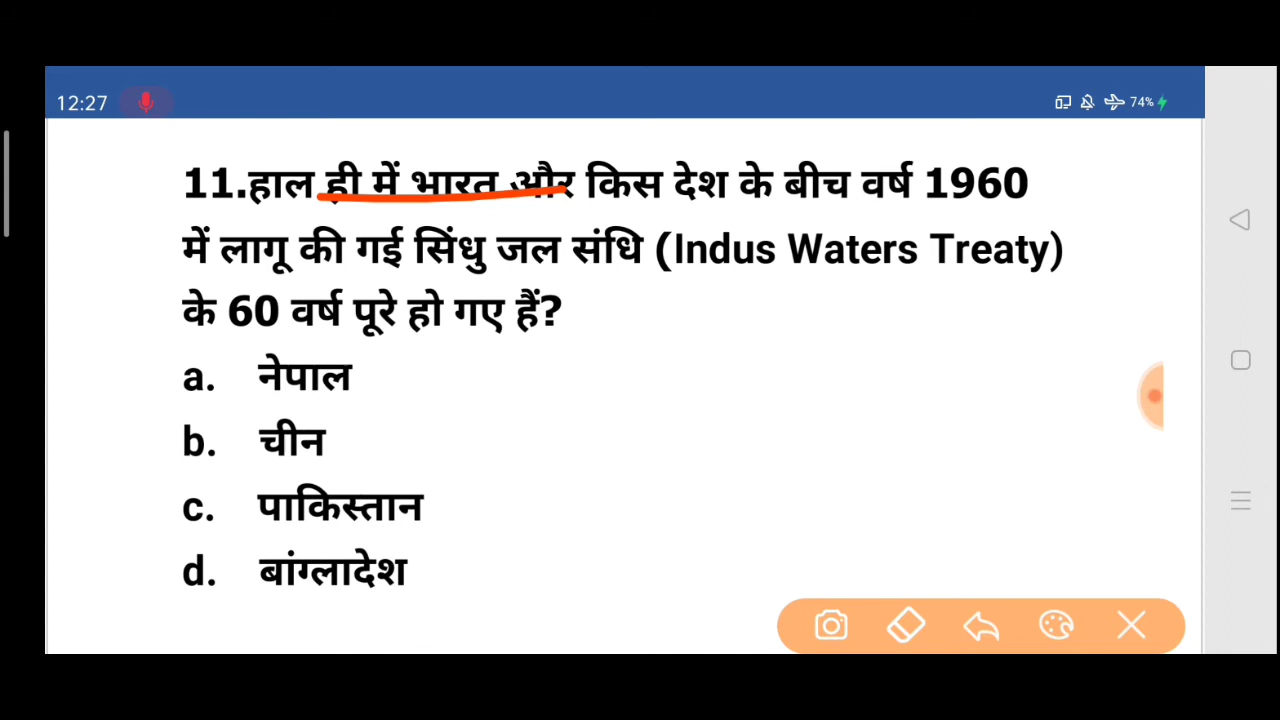 12:27
74%
11.हाल ही में भारत और किस देश के बीच वर्ष 1960
में लागू की गई सिंधु जल संधि (Indus Waters Treaty)
के 60 वर्ष पूरे हो गए हैं?
a. नेपाल
b. चीन
c. पाकिस्तान
d. बांग्लादेश